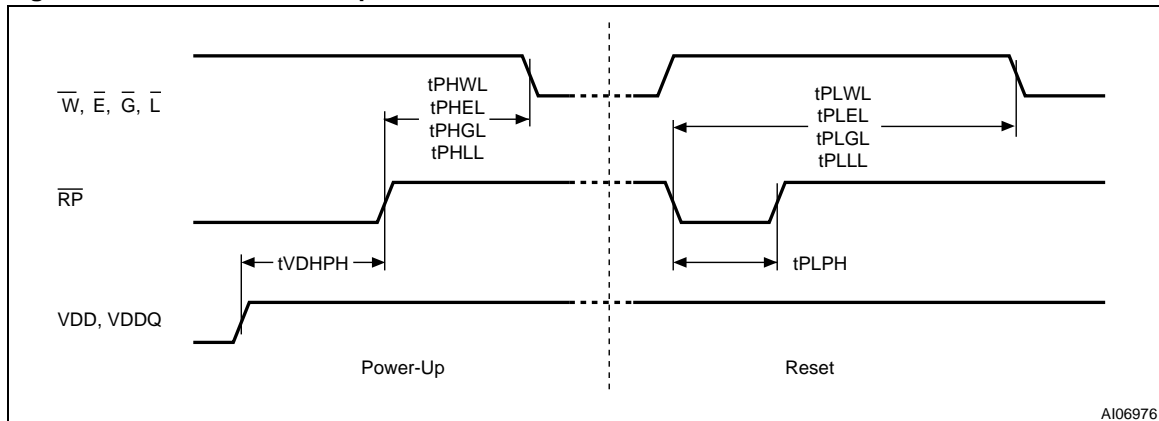 W, E, G, L
tPHWL
tPHEL
tPHGL
tPHLL
tPLWL
tPLEL
tPLGL
tPLLL
RP
tVDHPH
tPLPH
VDD, VDDQ
Power-Up
Reset
AI06976